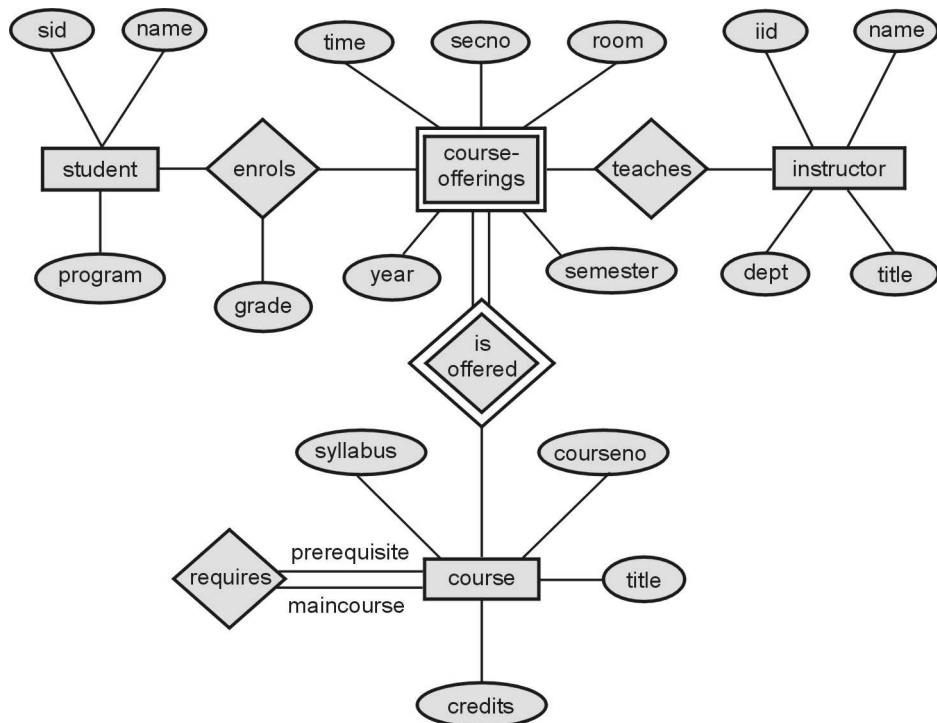 sid
name
time
secno
room
iid
name
student
enrols
course-
offerings
teaches
instructor
program
grade
year
semester
dept
title
is
offered
syllabus
courseno
requires
prerequisite
maincourse
course
title
credits